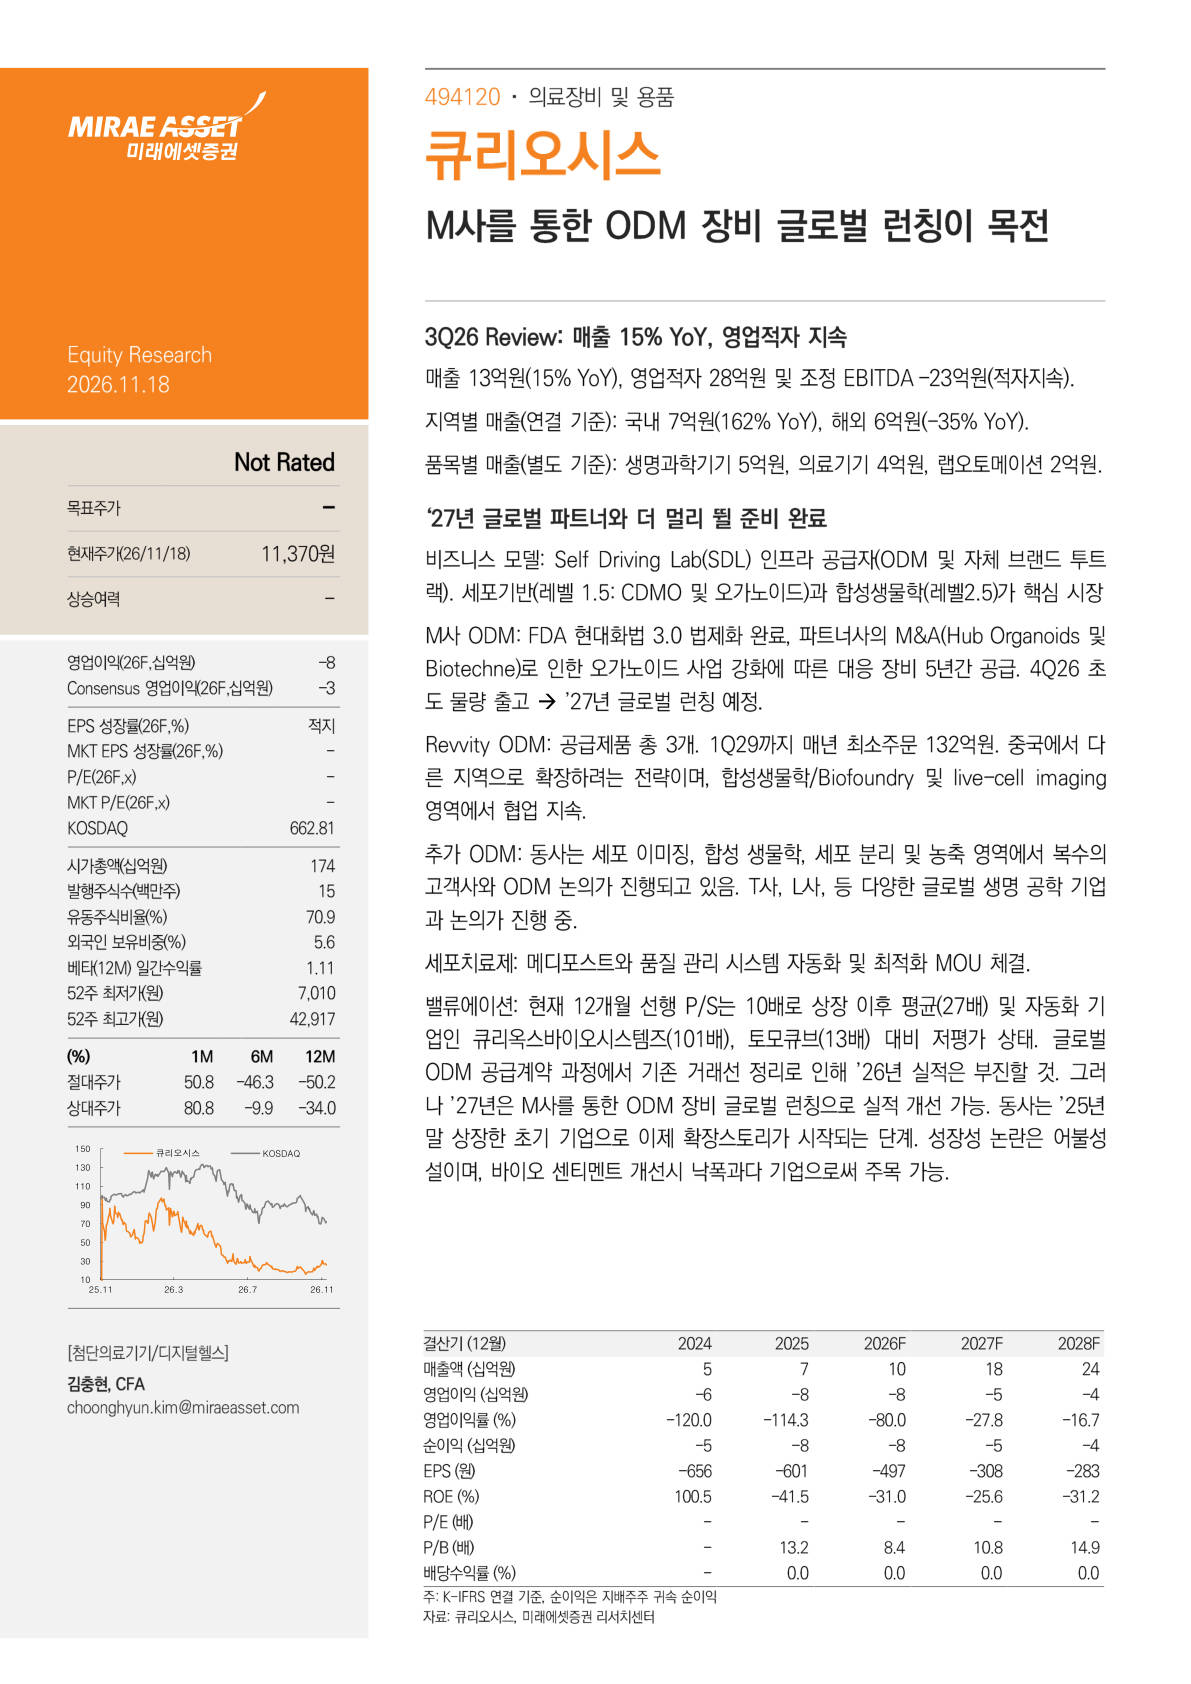 MIRAE ASSET
미래에셋증권
Equity Research
2026.11.18
Not Rated
목표주가 –
현재주가(26/11/18) 11,370원
상승여력 –
영업이익(26F,십억원) -8
Consensus 영업이익(26F,십억원) -3
EPS 성장률(26F,%) 적지
MKT EPS 성장률(26F,%) –
P/E(26F,x) –
MKT P/E(26F,x) –
KOSDAQ 662.81
시가총액(십억원) 174
발행주식수(백만주) 15
유동주식비율(%) 70.9
외국인 보유비중(%) 5.6
베타(12M) 일간수익률 1.11
52주 최저가(원) 7,010
52주 최고가(원) 42,917
(%) 1M 6M 12M
절대주가 50.8 -46.3 -50.2
상대주가 80.8 -9.9 -34.0
큐리오시스 KOSDAQ
150
130
110
90
70
50
30
10
25.11 26.3 26.7 26.11
[첨단의료기기/디지털헬스]
김충현, CFA
choonghyun.kim@miraeasset.com
494120 · 의료장비 및 용품
큐리오시스
M사를 통한 ODM 장비 글로벌 런칭이 목전
3Q26 Review: 매출 15% YoY, 영업적자 지속
매출 13억원(15% YoY), 영업적자 28억원 및 조정 EBITDA -23억원(적자지속).
지역별 매출(연결 기준): 국내 7억원(162% YoY), 해외 6억원(-35% YoY).
품목별 매출(별도 기준): 생명과학기기 5억원, 의료기기 4억원, 랩오토메이션 2억원.
‘27년 글로벌 파트너와 더 멀리 뛸 준비 완료
비즈니스 모델: Self Driving Lab(SDL) 인프라 공급자(ODM 및 자체 브랜드 투트
랙). 세포기반(레벨 1.5: CDMO 및 오가노이드)과 합성생물학(레벨2.5)가 핵심 시장
M사 ODM: FDA 현대화법 3.0 법제화 완료, 파트너사의 M&A(Hub Organoids 및
Biotechne)로 인한 오가노이드 사업 강화에 따른 대응 장비 5년간 공급. 4Q26 초
도 물량 출고 → ’27년 글로벌 런칭 예정.
Revvity ODM: 공급제품 총 3개. 1Q29까지 매년 최소주문 132억원. 중국에서 다
른 지역으로 확장하려는 전략이며, 합성생물학/Biofoundry 및 live-cell imaging
영역에서 협업 지속.
추가 ODM: 동사는 세포 이미징, 합성 생물학, 세포 분리 및 농축 영역에서 복수의
고객사와 ODM 논의가 진행되고 있음. T사, L사, 등 다양한 글로벌 생명 공학 기업
과 논의가 진행 중.
세포치료제: 메디포스트와 품질 관리 시스템 자동화 및 최적화 MOU 체결.
밸류에이션: 현재 12개월 선행 P/S는 10배로 상장 이후 평균(27배) 및 자동화 기
업인 큐리옥스바이오시스템즈(101배), 토모큐브(13배) 대비 저평가 상태. 글로벌
ODM 공급계약 과정에서 기존 거래선 정리로 인해 ’26년 실적은 부진할 것. 그러
나 ’27년은 M사를 통한 ODM 장비 글로벌 런칭으로 실적 개선 가능. 동사는 ’25년
말 상장한 초기 기업으로 이제 확장스토리가 시작되는 단계. 성장성 논란은 어불성
설이며, 바이오 센티멘트 개선시 낙폭과다 기업으로써 주목 가능.
결산기 (12월) 2024 2025 2026F 2027F 2028F
매출액 (십억원) 5 7 10 18 24
영업이익 (십억원) -6 -8 -8 -5 -4
영업이익률 (%) -120.0 -114.3 -80.0 -27.8 -16.7
순이익 (십억원) -5 -8 -8 -5 -4
EPS (원) -656 -601 -497 -308 -283
ROE (%) 100.5 -41.5 -31.0 -25.6 -31.2
P/E (배) – – – – –
P/B (배) – 13.2 8.4 10.8 14.9
배당수익률 (%) – 0.0 0.0 0.0 0.0
주: K-IFRS 연결 기준, 순이익은 지배주주 귀속 순이익
자료: 큐리오시스, 미래에셋증권 리서치센터